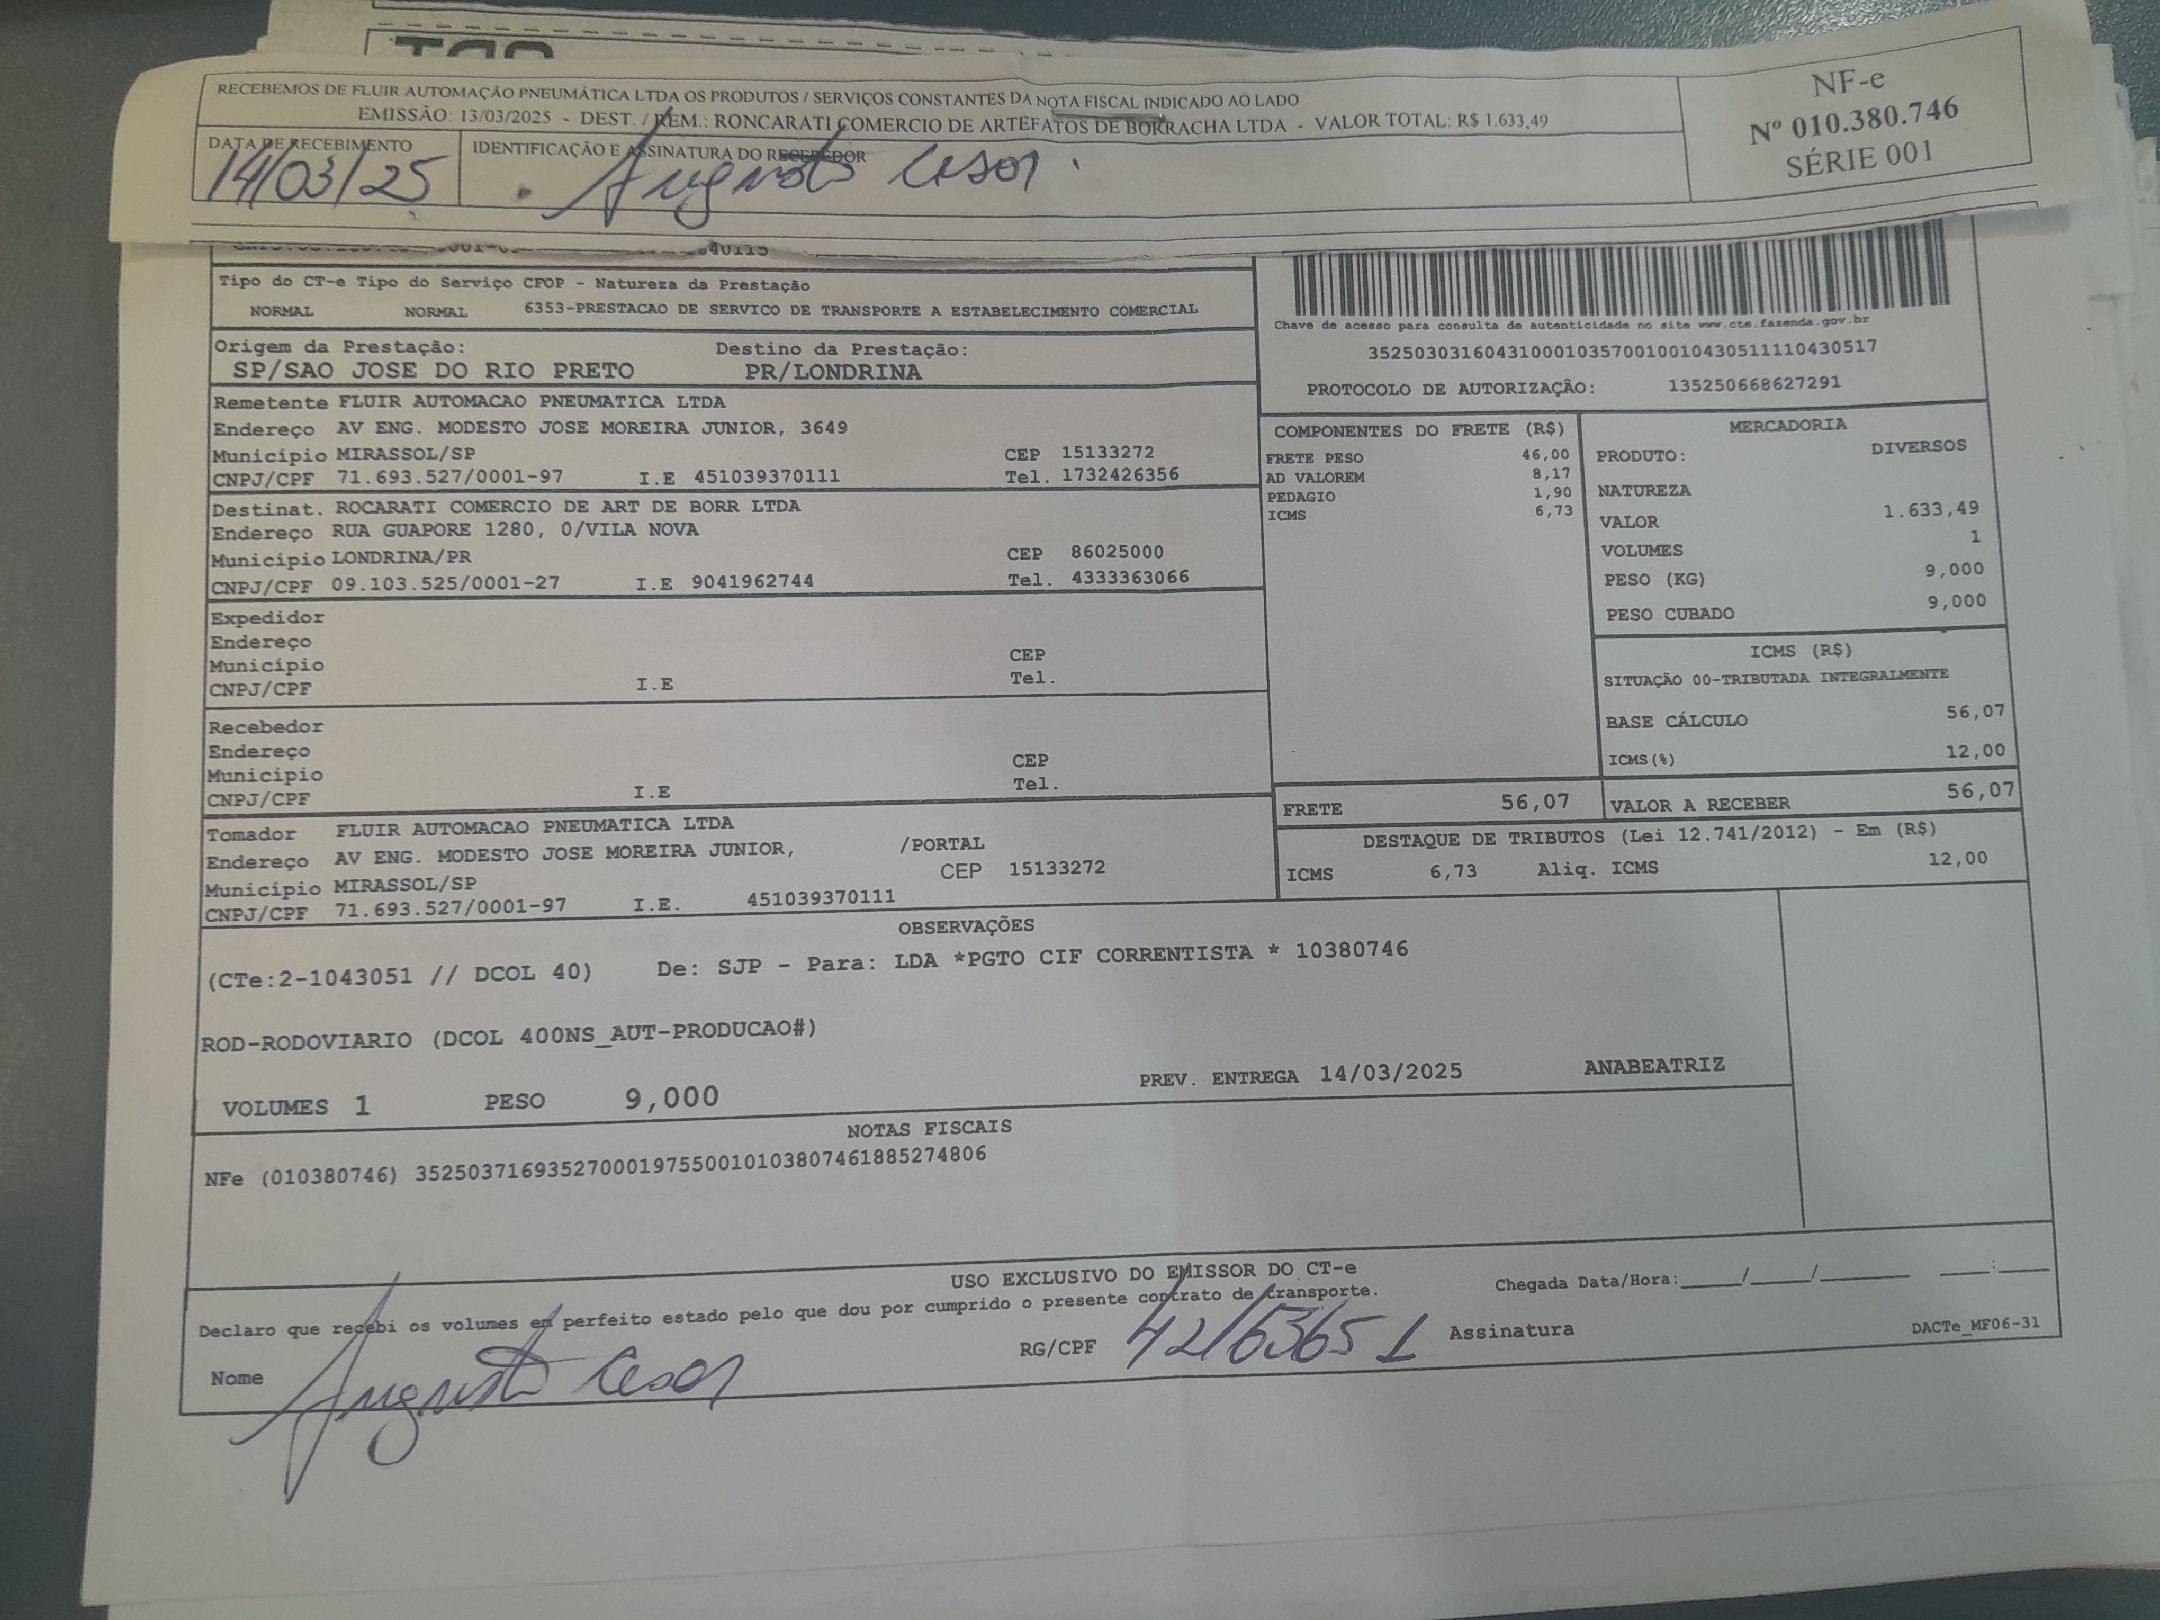 RECEBEMOS DE FLUIR AUTOMAÇÃO PNEUMÁTICA LTDA OS PRODUTOS / SERVIÇOS CONSTANTES DA NOTA FISCAL INDICADO AO LADO
EMISSÃO: 13/03/2025 - DEST. / REM.: RONCARATI COMERCIO DE ARTEFATOS DE BORRACHA LTDA - VALOR TOTAL: R$ 1.633,49
DATA DE RECEBIMENTO
14/03/25
IDENTIFICAÇÃO E ASSINATURA DO RECEBEDOR
Augusto Cesar
NF-e
Nº 010.380.746
SÉRIE 001
Tipo do CT-e Tipo do Serviço CFOP - Natureza da Prestação
NORMAL NORMAL 6353-PRESTACAO DE SERVICO DE TRANSPORTE A ESTABELECIMENTO COMERCIAL
Chave de acesso para consulta de autenticidade no site www.cte.fazenda.gov.br
35250303160431000103570010010430511110430517
PROTOCOLO DE AUTORIZAÇÃO: 135250668627291
Origem da Prestação: Destino da Prestação:
SP/SAO JOSE DO RIO PRETO PR/LONDRINA
Remetente FLUIR AUTOMACAO PNEUMATICA LTDA
Endereço AV ENG. MODESTO JOSE MOREIRA JUNIOR, 3649
Município MIRASSOL/SP CEP 15133272
CNPJ/CPF 71.693.527/0001-97 I.E 451039370111 Tel. 1732426356
Destinat. ROCARATI COMERCIO DE ART DE BORR LTDA
Endereço RUA GUAPORE 1280, 0/VILA NOVA
Município LONDRINA/PR CEP 86025000
CNPJ/CPF 09.103.525/0001-27 I.E 9041962744 Tel. 4333363066
Expedidor
Endereço
Município CEP
CNPJ/CPF I.E Tel.
Recebedor
Endereço
Município CEP
CNPJ/CPF I.E Tel.
Tomador FLUIR AUTOMACAO PNEUMATICA LTDA
Endereço AV ENG. MODESTO JOSE MOREIRA JUNIOR, /PORTAL
Município MIRASSOL/SP CEP 15133272
CNPJ/CPF 71.693.527/0001-97 I.E. 451039370111
COMPONENTES DO FRETE (R$)
FRETE PESO 46,00
AD VALOREM 8,17
PEDAGIO 1,90
ICMS 6,73
MERCADORIA
PRODUTO: DIVERSOS
NATUREZA
VALOR 1.633,49
VOLUMES 1
PESO (KG) 9,000
PESO CUBADO 9,000
ICMS (R$)
SITUAÇÃO 00-TRIBUTADA INTEGRALMENTE
BASE CÁLCULO 56,07
ICMS(%) 12,00
FRETE 56,07 VALOR A RECEBER 56,07
DESTAQUE DE TRIBUTOS (Lei 12.741/2012) - Em (R$)
ICMS 6,73 Aliq. ICMS 12,00
OBSERVAÇÕES
(CTe:2-1043051 // DCOL 40) De: SJP - Para: LDA *PGTO CIF CORRENTISTA * 10380746
ROD-RODOVIARIO (DCOL 400NS_AUT-PRODUCAO#)
VOLUMES 1 PESO 9,000 PREV. ENTREGA 14/03/2025 ANABEATRIZ
NOTAS FISCAIS
NFe (010380746) 35250371693527000197550010103807461885274806
USO EXCLUSIVO DO EMISSOR DO CT-e
Declaro que recebi os volumes em perfeito estado pelo que dou por cumprido o presente contrato de transporte.
Chegada Data/Hora:____/____/______ ____:____
Nome Augusto Cesar RG/CPF Assinatura
DACTe_MF06-31